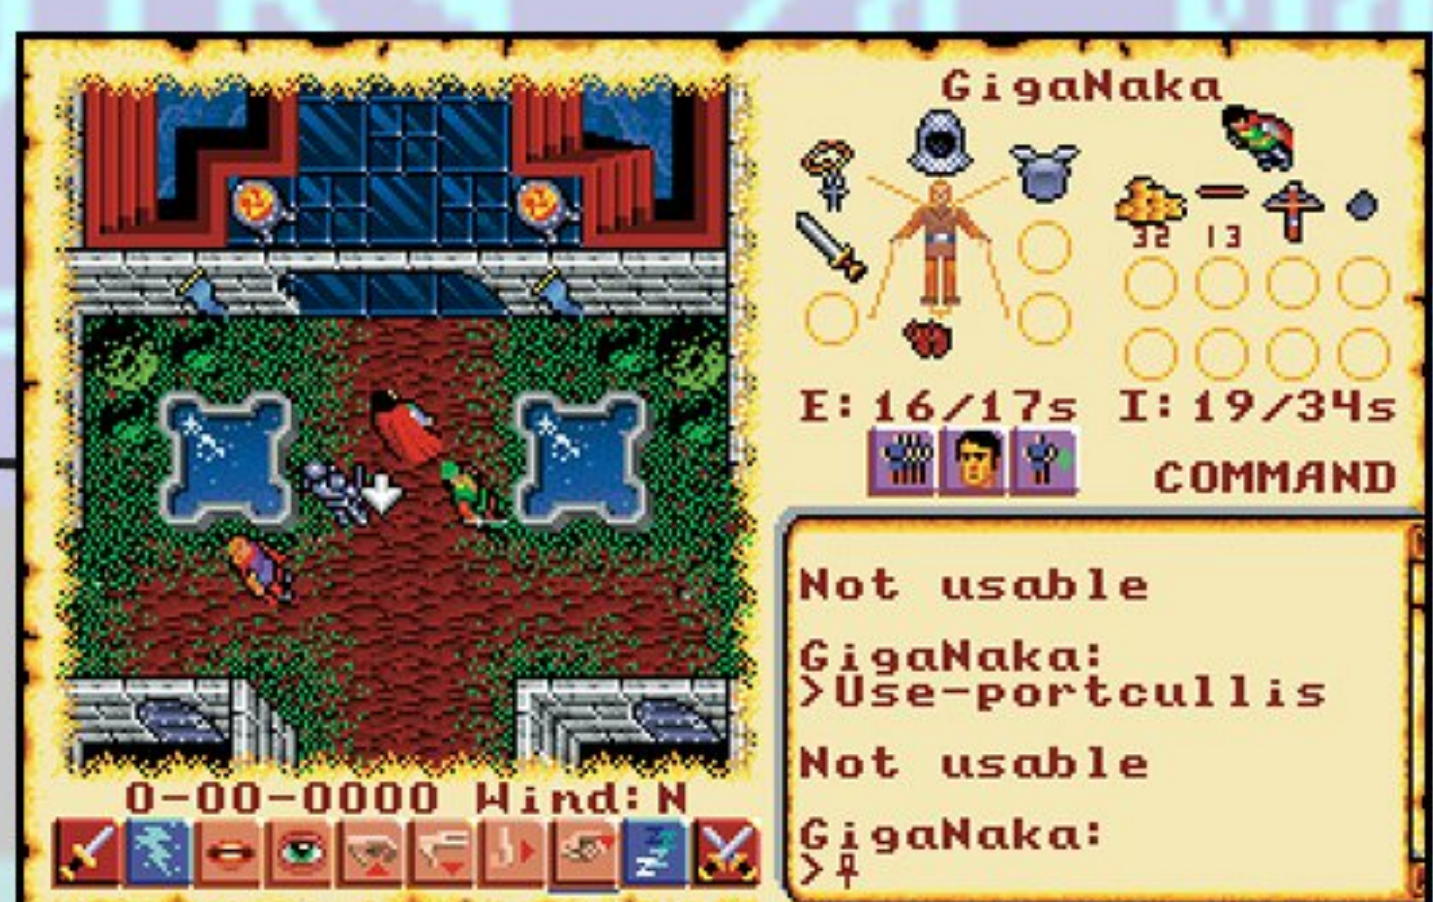 GigaNaka
32 13
E:16/17s I:19/34s
COMMAND
Not usable
GigaNaka:
>Use-portcullis
Not usable
GigaNaka:
>
0-00-0000 Wind:N